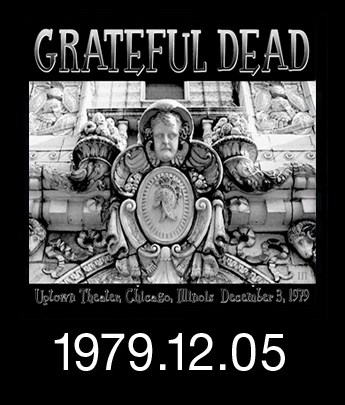 GRATEFUL DEAD
Uptown Theater, Chicago, Illinois December 3, 1979
1979.12.05